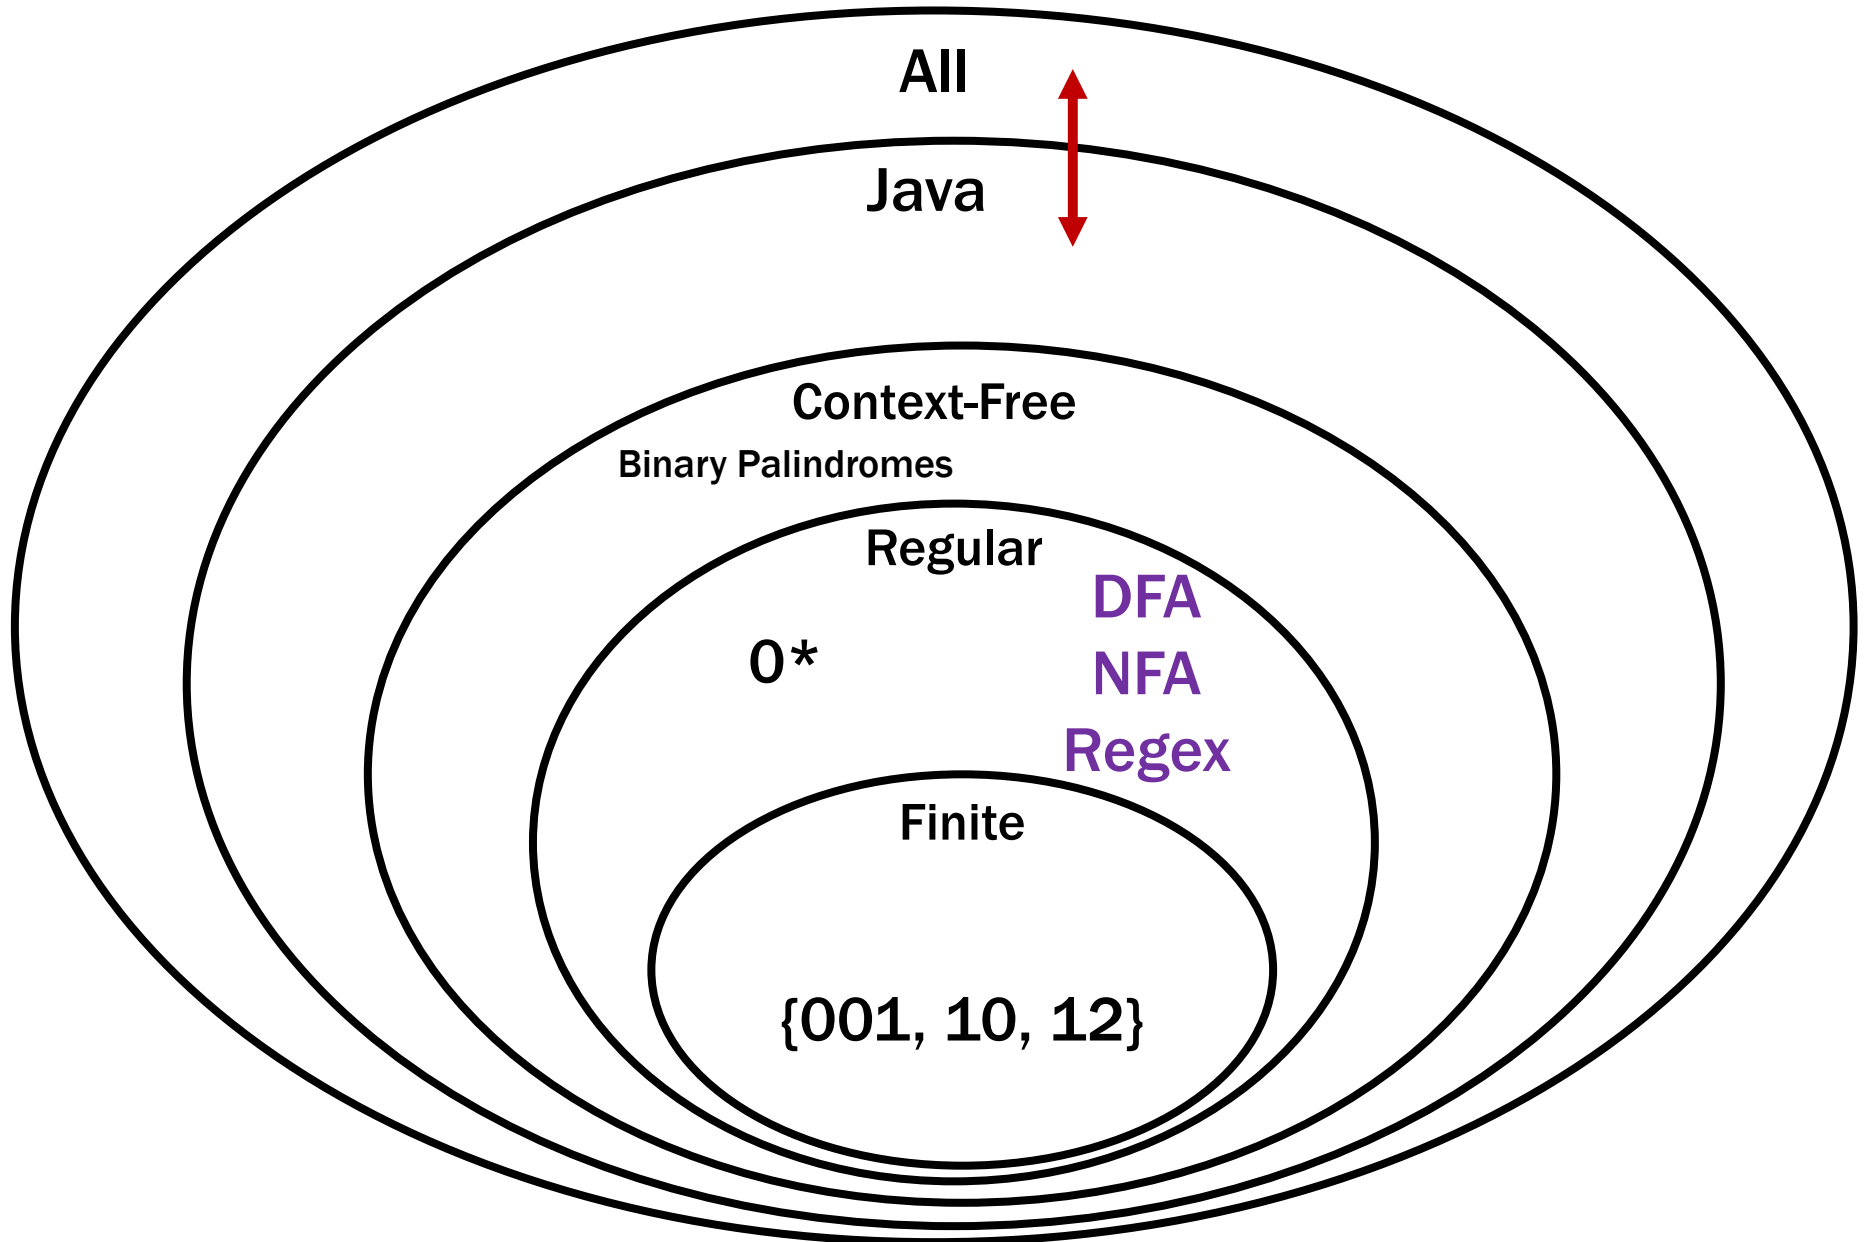 All
Java
Context-Free
Binary Palindromes
Regular
DFA
0*
NFA
Regex
Finite
{001, 10, 12}